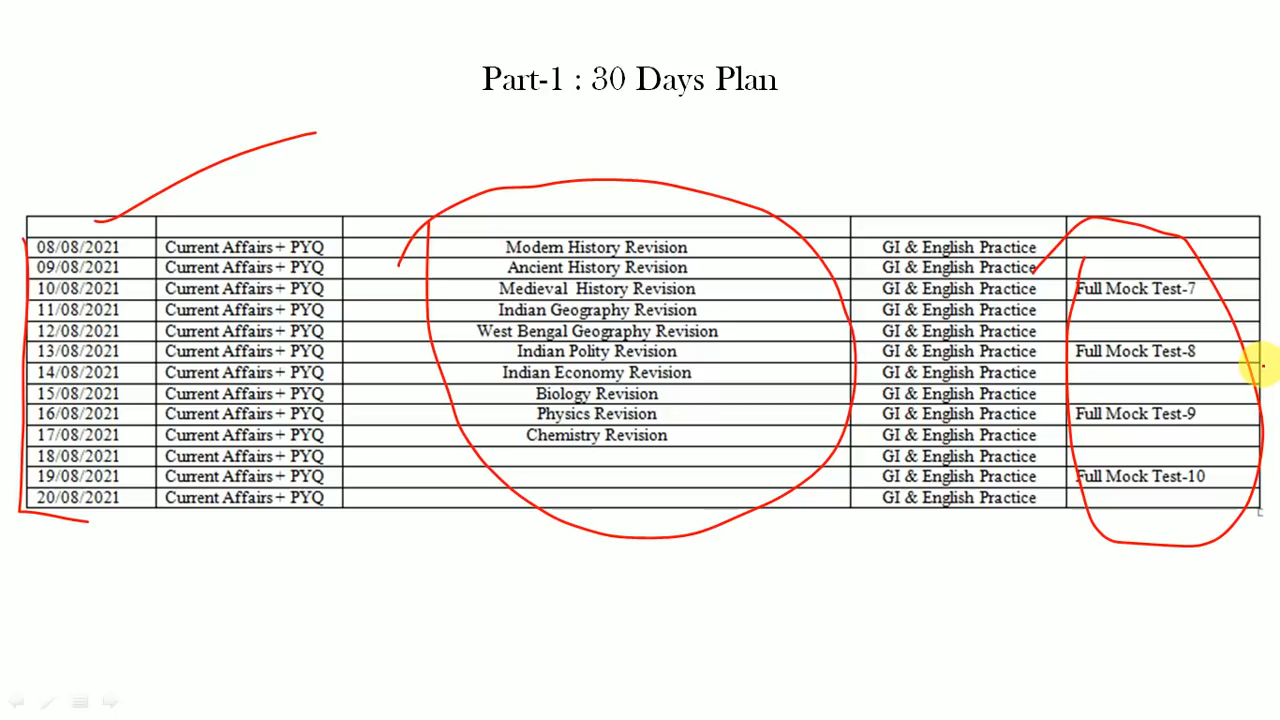 Part-1 : 30 Days Plan
08/08/2021 Current Affairs + PYQ Modern History Revision GI & English Practice
09/08/2021 Current Affairs + PYQ Ancient History Revision GI & English Practice
10/08/2021 Current Affairs + PYQ Medieval History Revision GI & English Practice Full Mock Test-7
11/08/2021 Current Affairs + PYQ Indian Geography Revision GI & English Practice
12/08/2021 Current Affairs + PYQ West Bengal Geography Revision GI & English Practice
13/08/2021 Current Affairs + PYQ Indian Polity Revision GI & English Practice Full Mock Test-8
14/08/2021 Current Affairs + PYQ Indian Economy Revision GI & English Practice
15/08/2021 Current Affairs + PYQ Biology Revision GI & English Practice
16/08/2021 Current Affairs + PYQ Physics Revision GI & English Practice Full Mock Test-9
17/08/2021 Current Affairs + PYQ Chemistry Revision GI & English Practice
18/08/2021 Current Affairs + PYQ GI & English Practice
19/08/2021 Current Affairs + PYQ GI & English Practice Full Mock Test-10
20/08/2021 Current Affairs + PYQ GI & English Practice